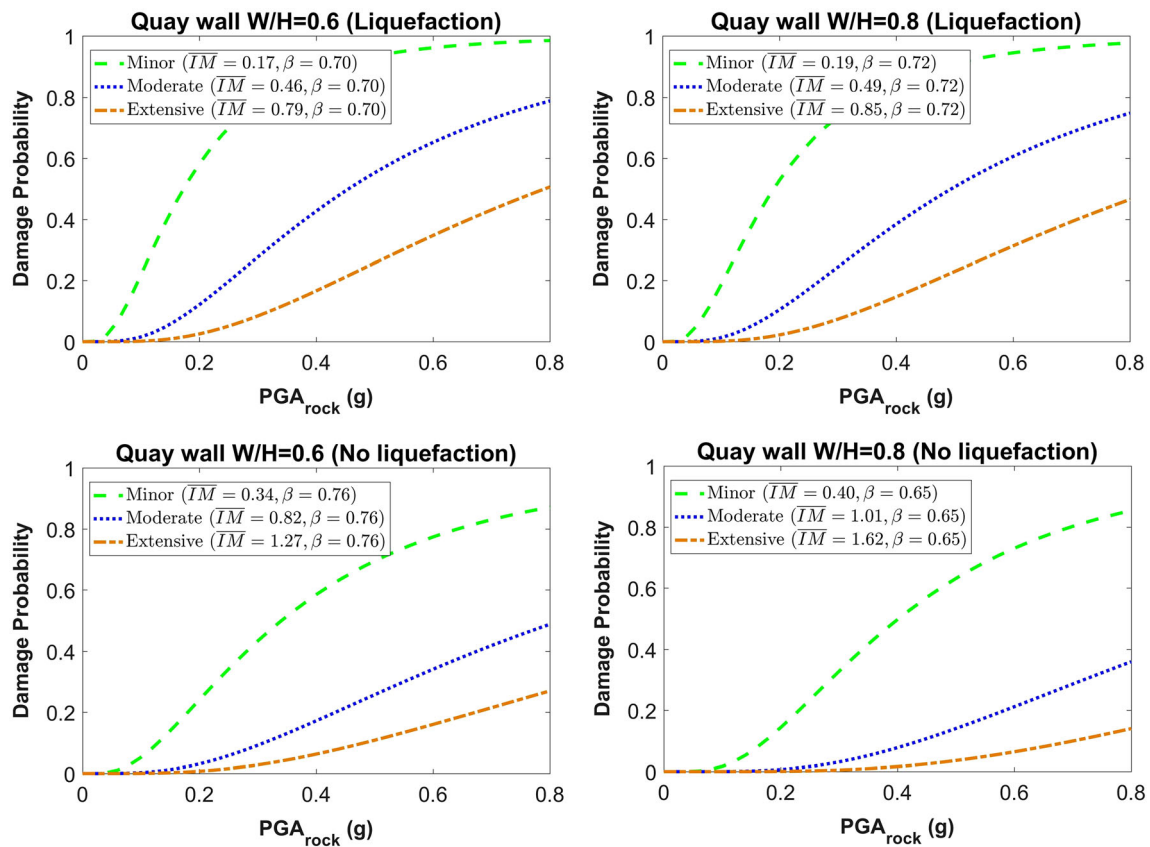 Quay wall W/H=0.6 (Liquefaction)
1
0.8
0.6
0.4
0.2
0
Damage Probability
Minor (IM̅ = 0.17, β = 0.70)
Moderate (IM̅ = 0.46, β = 0.70)
Extensive (IM̅ = 0.79, β = 0.70)
0 0.2 0.4 0.6 0.8
PGArock (g)
Quay wall W/H=0.8 (Liquefaction)
1
0.8
0.6
0.4
0.2
0
Damage Probability
Minor (IM̅ = 0.19, β = 0.72)
Moderate (IM̅ = 0.49, β = 0.72)
Extensive (IM̅ = 0.85, β = 0.72)
0 0.2 0.4 0.6 0.8
PGArock (g)
Quay wall W/H=0.6 (No liquefaction)
1
0.8
0.6
0.4
0.2
0
Damage Probability
Minor (IM̅ = 0.34, β = 0.76)
Moderate (IM̅ = 0.82, β = 0.76)
Extensive (IM̅ = 1.27, β = 0.76)
0 0.2 0.4 0.6 0.8
PGArock (g)
Quay wall W/H=0.8 (No liquefaction)
1
0.8
0.6
0.4
0.2
0
Damage Probability
Minor (IM̅ = 0.40, β = 0.65)
Moderate (IM̅ = 1.01, β = 0.65)
Extensive (IM̅ = 1.62, β = 0.65)
0 0.2 0.4 0.6 0.8
PGArock (g)